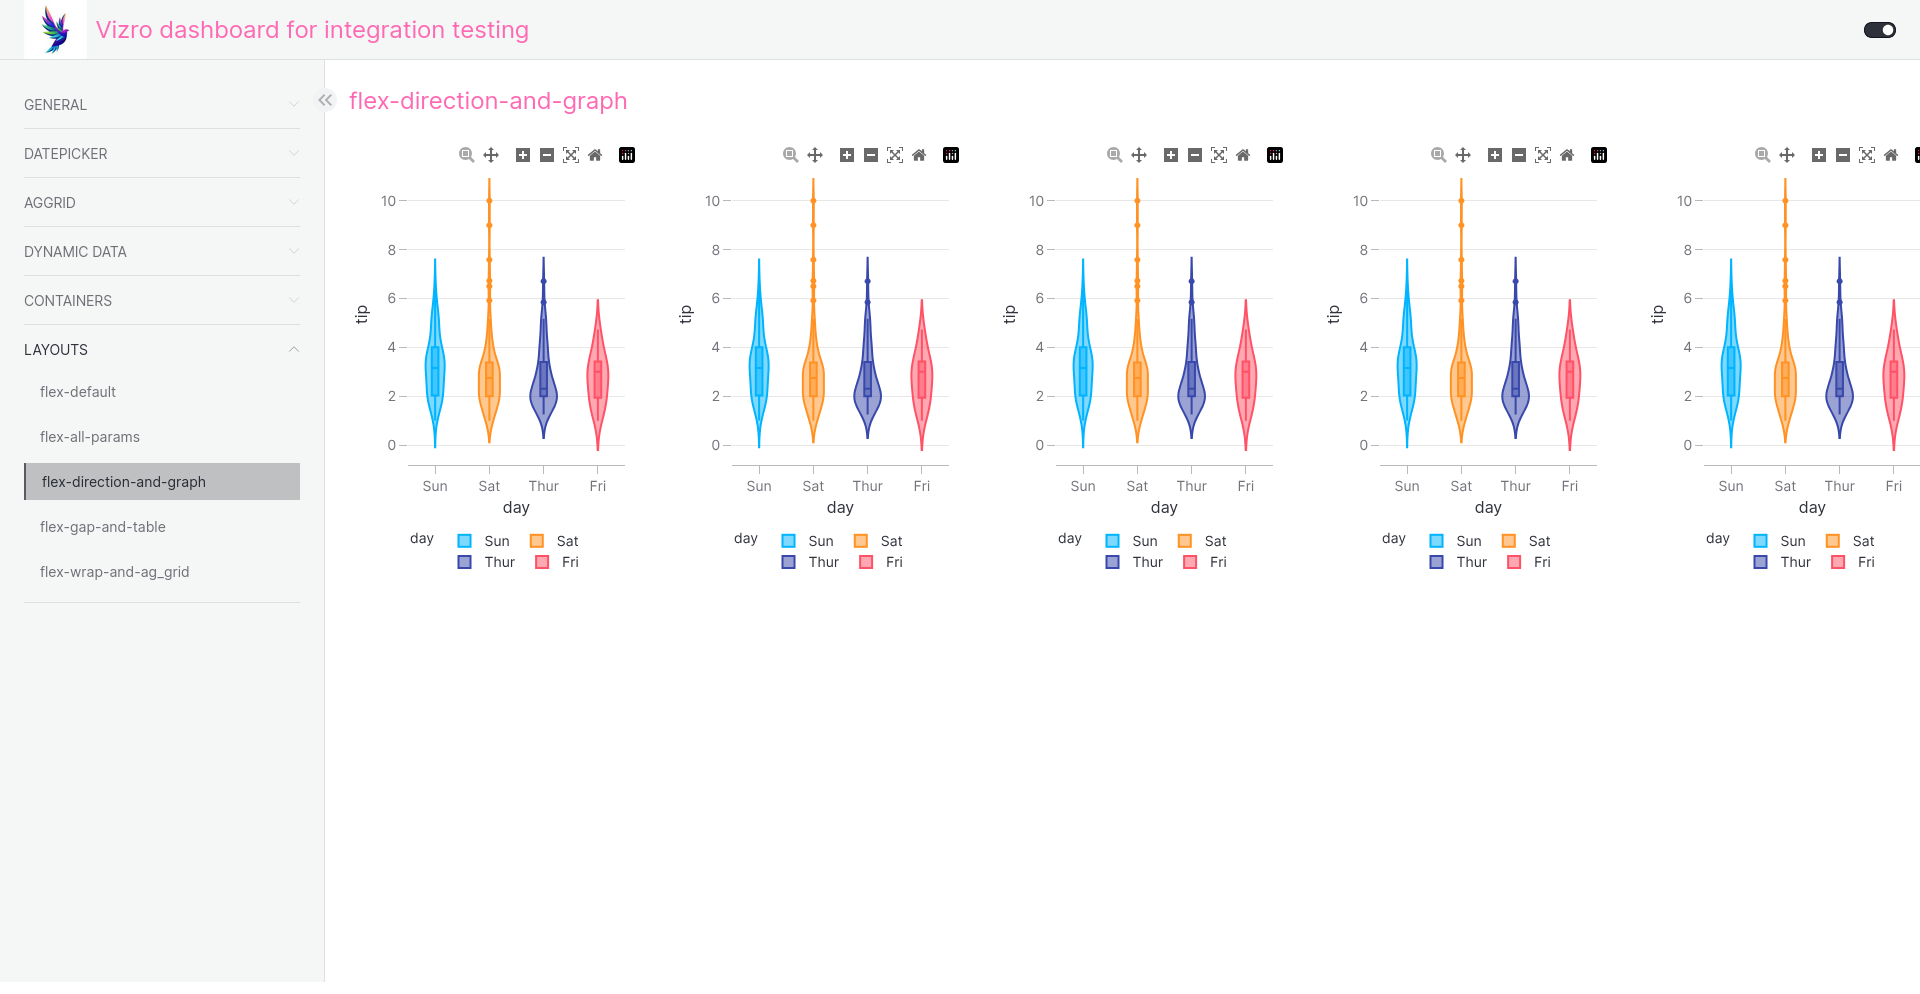 Vizro dashboard for integration testing
GENERAL
DATEPICKER
AGGRID
DYNAMIC DATA
CONTAINERS
LAYOUTS
flex-default
flex-all-params
flex-direction-and-graph
flex-gap-and-table
flex-wrap-and-ag_grid
flex-direction-and-graph
10
8
6
4
2
0
tip
Sun Sat Thur Fri
day
day Sun Sat
Thur Fri
10
8
6
4
2
0
tip
Sun Sat Thur Fri
day
day Sun Sat
Thur Fri
10
8
6
4
2
0
tip
Sun Sat Thur Fri
day
day Sun Sat
Thur Fri
10
8
6
4
2
0
tip
Sun Sat Thur Fri
day
day Sun Sat
Thur Fri
10
8
6
4
2
0
tip
Sun Sat Thur Fri
day
day Sun Sat
Thur Fri